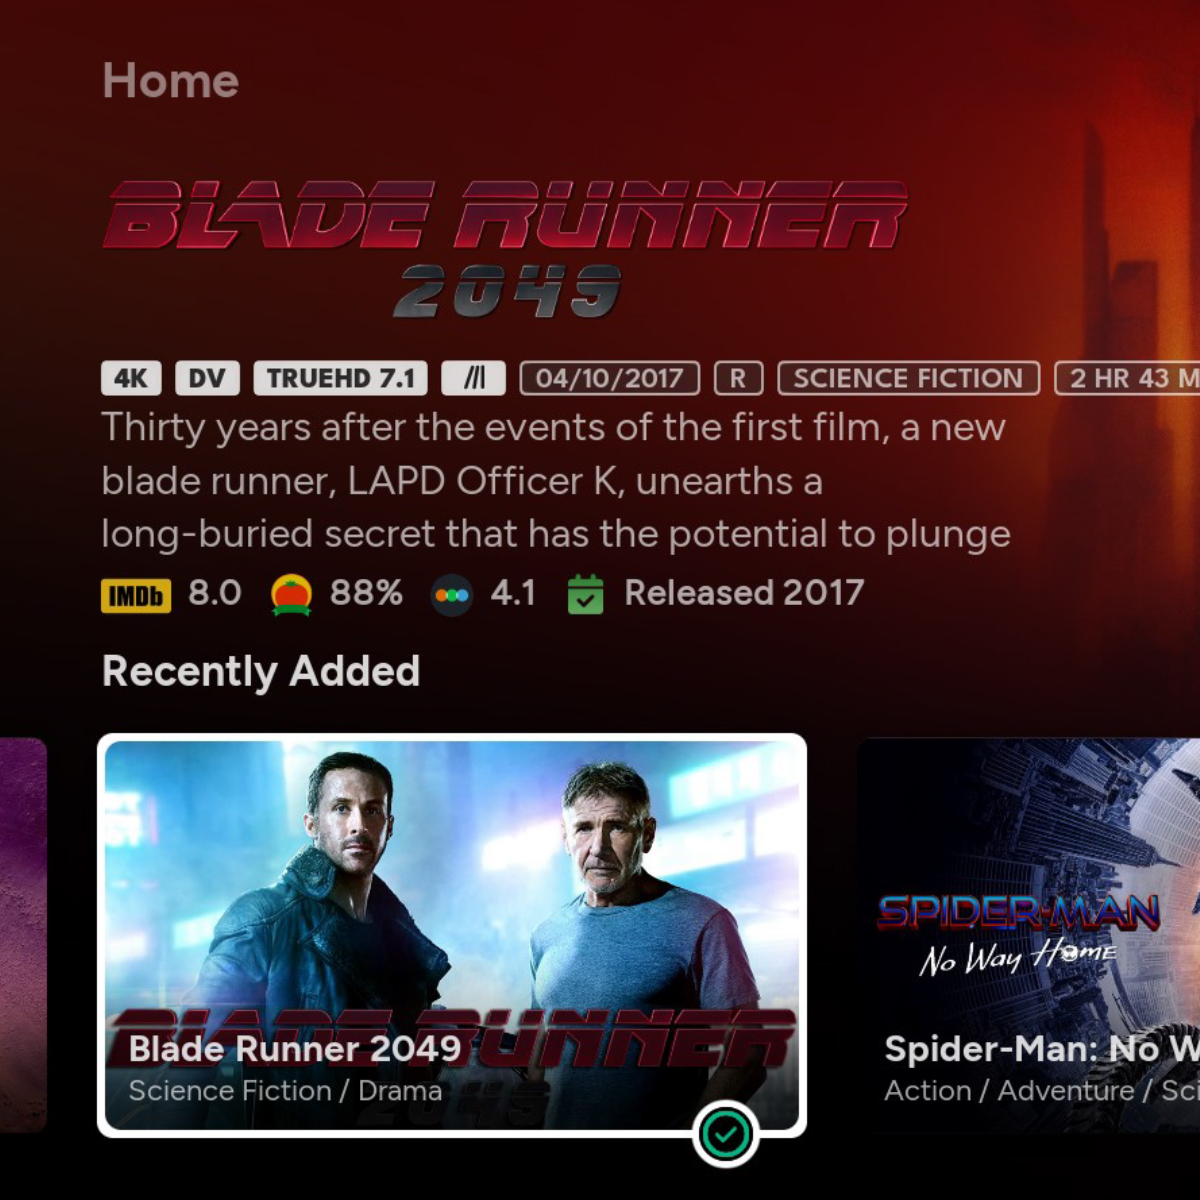 Home
BLADE RUNNER
2049
4K DV TRUEHD 7.1 04/10/2017 R SCIENCE FICTION 2 HR 43 M
Thirty years after the events of the first film, a new
blade runner, LAPD Officer K, unearths a
long-buried secret that has the potential to plunge
IMDb 8.0 88% 4.1 Released 2017
Recently Added
SPIDER-MAN
No Way Home
BLADE RUNNER
2049
Blade Runner 2049
Science Fiction / Drama
Spider-Man: No W
Action / Adventure / Sci